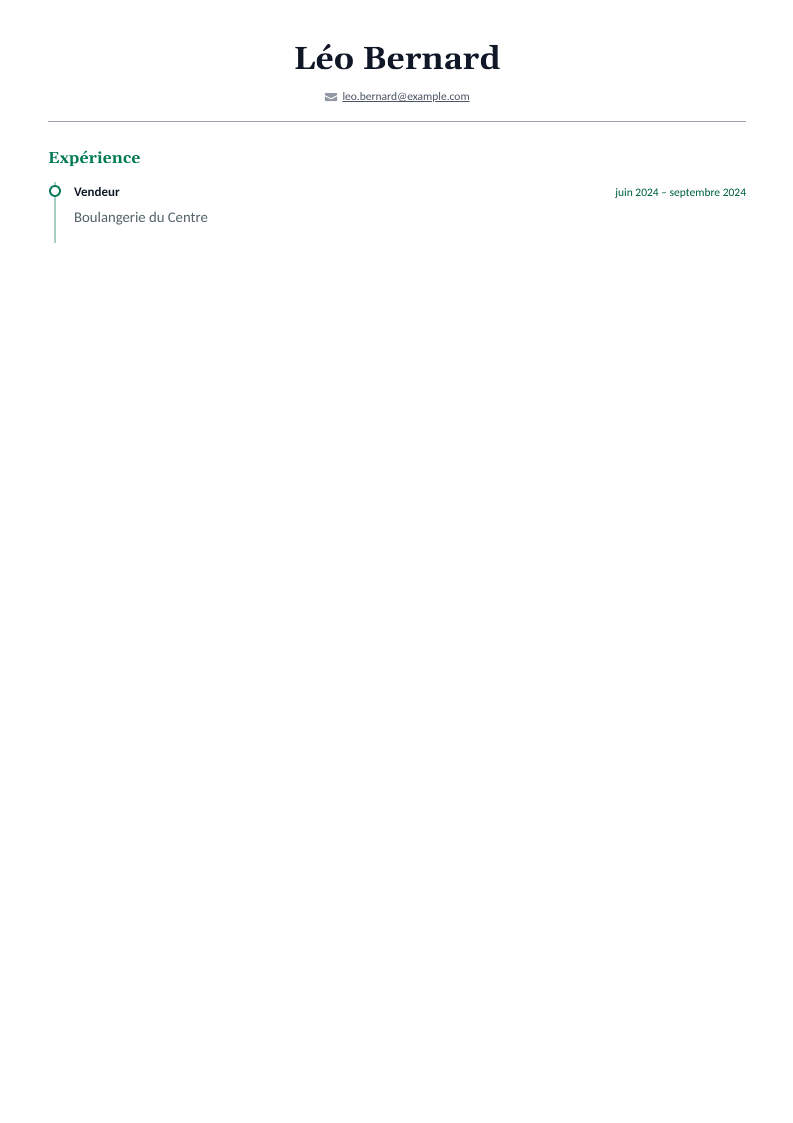 Léo Bernard
leo.bernard@example.com
Expérience
Vendeur juin 2024 – septembre 2024
Boulangerie du Centre